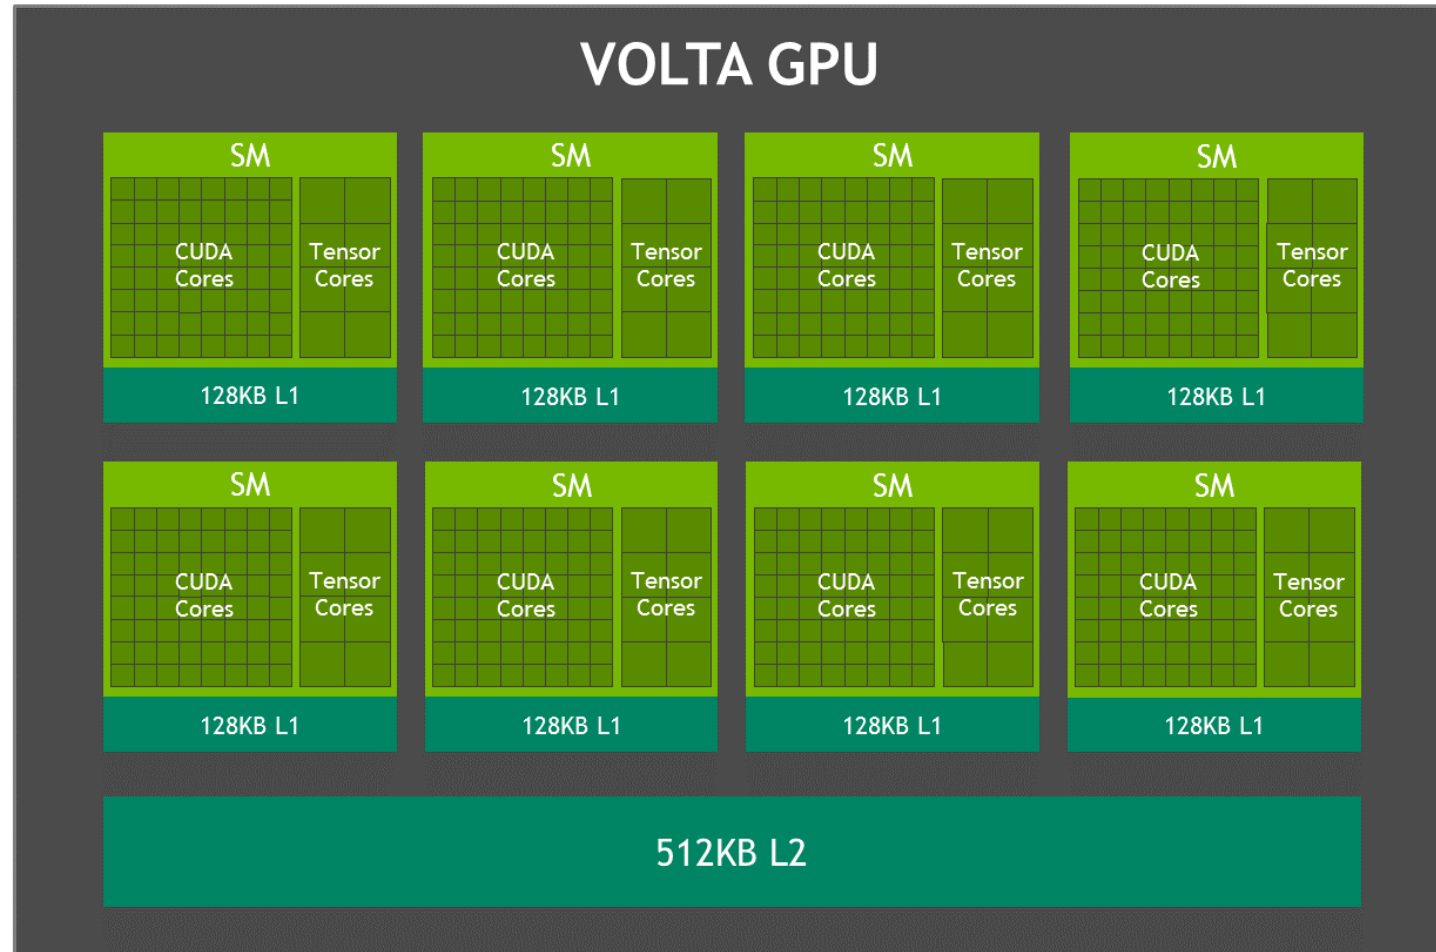 VOLTA GPU
SM SM SM SM
CUDA Tensor CUDA Tensor CUDA Tensor CUDA Tensor
Cores Cores Cores Cores Cores Cores Cores Cores
128KB L1 128KB L1 128KB L1 128KB L1
SM SM SM SM
CUDA Tensor CUDA Tensor CUDA Tensor CUDA Tensor
Cores Cores Cores Cores Cores Cores Cores Cores
128KB L1 128KB L1 128KB L1 128KB L1
512KB L2